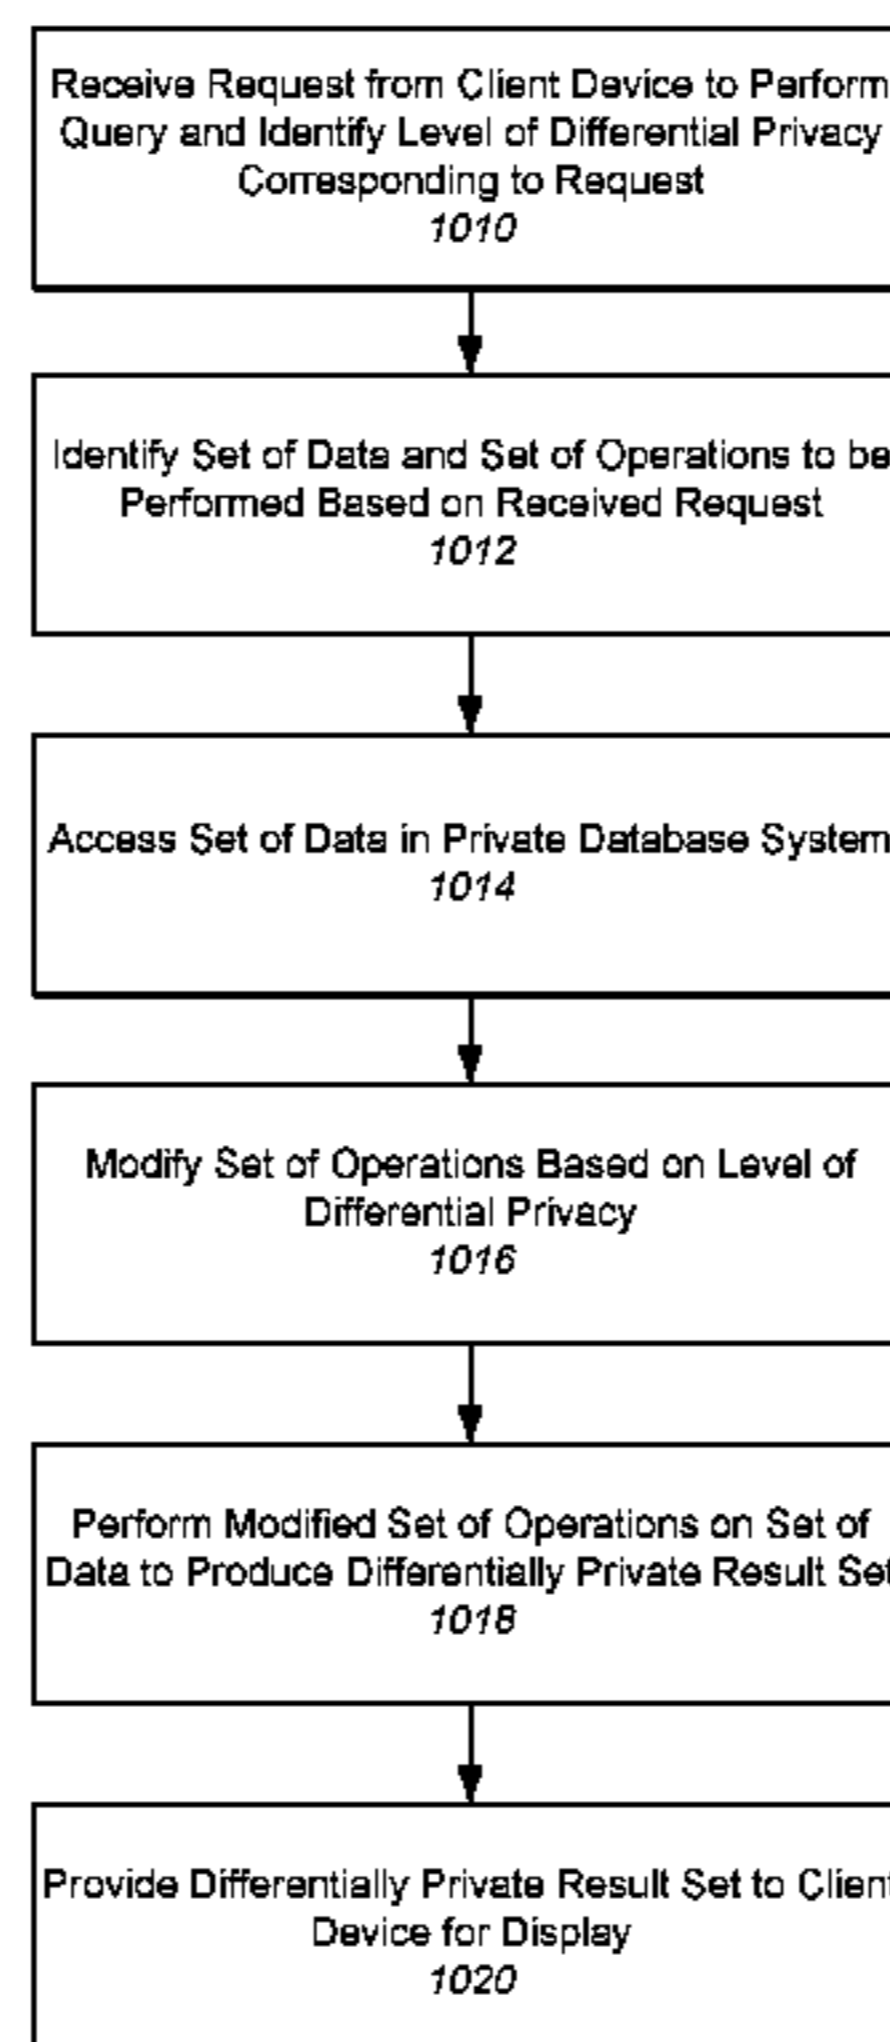 Receive Request from Client Device to Perform
Query and Identify Level of Differential Privacy
Corresponding to Request
1010
Identify Set of Data and Set of Operations to be
Performed Based on Received Request
1012
Access Set of Data in Private Database System
1014
Modify Set of Operations Based on Level of
Differential Privacy
1016
Perform Modified Set of Operations on Set of
Data to Produce Differentially Private Result Set
1018
Provide Differentially Private Result Set to Client
Device for Display
1020